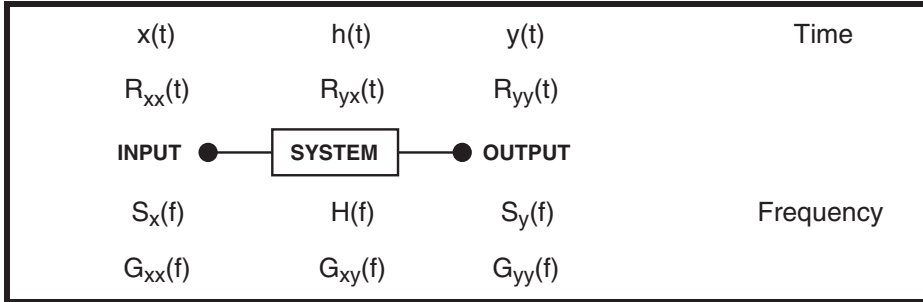 x(t) h(t) y(t) Time
Rxx(t) Ryx(t) Ryy(t)
INPUT SYSTEM OUTPUT
Sx(f) H(f) Sy(f) Frequency
Gxx(f) Gxy(f) Gyy(f)